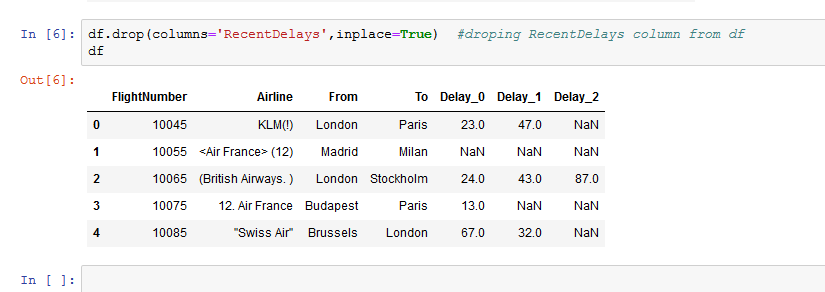 In [6]: df.drop(columns='RecentDelays',inplace=True)  #droping RecentDelays column from df
df
Out[6]:
FlightNumber Airline From To Delay_0 Delay_1 Delay_2
0 10045 KLM(!) London Paris 23.0 47.0 NaN
1 10055 <Air France> (12) Madrid Milan NaN NaN NaN
2 10065 (British Airways. ) London Stockholm 24.0 43.0 87.0
3 10075 12. Air France Budapest Paris 13.0 NaN NaN
4 10085 "Swiss Air" Brussels London 67.0 32.0 NaN
In [ ]: